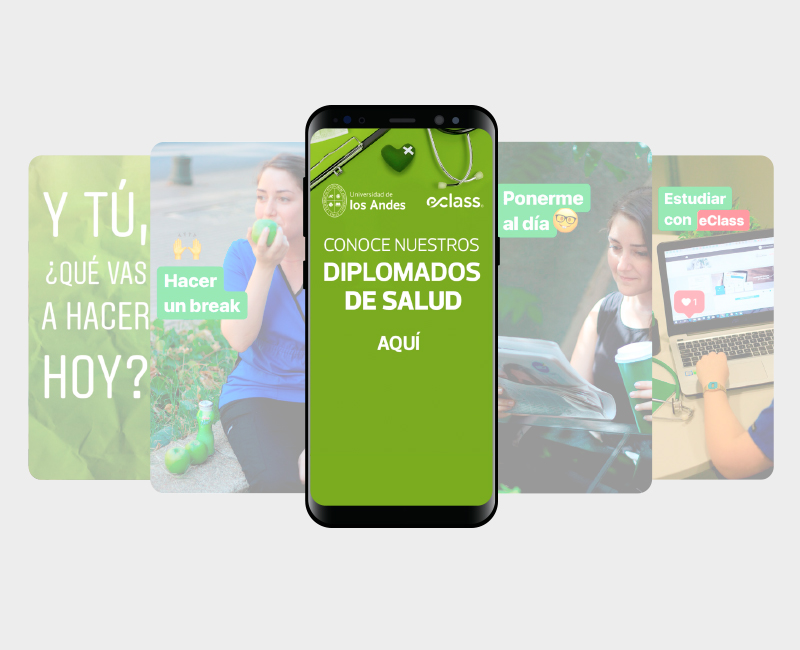 Y TÚ,
¿QUÉ VAS
A HACER
HOY?
Hacer
un break
Universidad de
los Andes
eclass
CONOCE NUESTROS
DIPLOMADOS
DE SALUD
AQUÍ
Ponerme
al día
Estudiar
con eClass
1